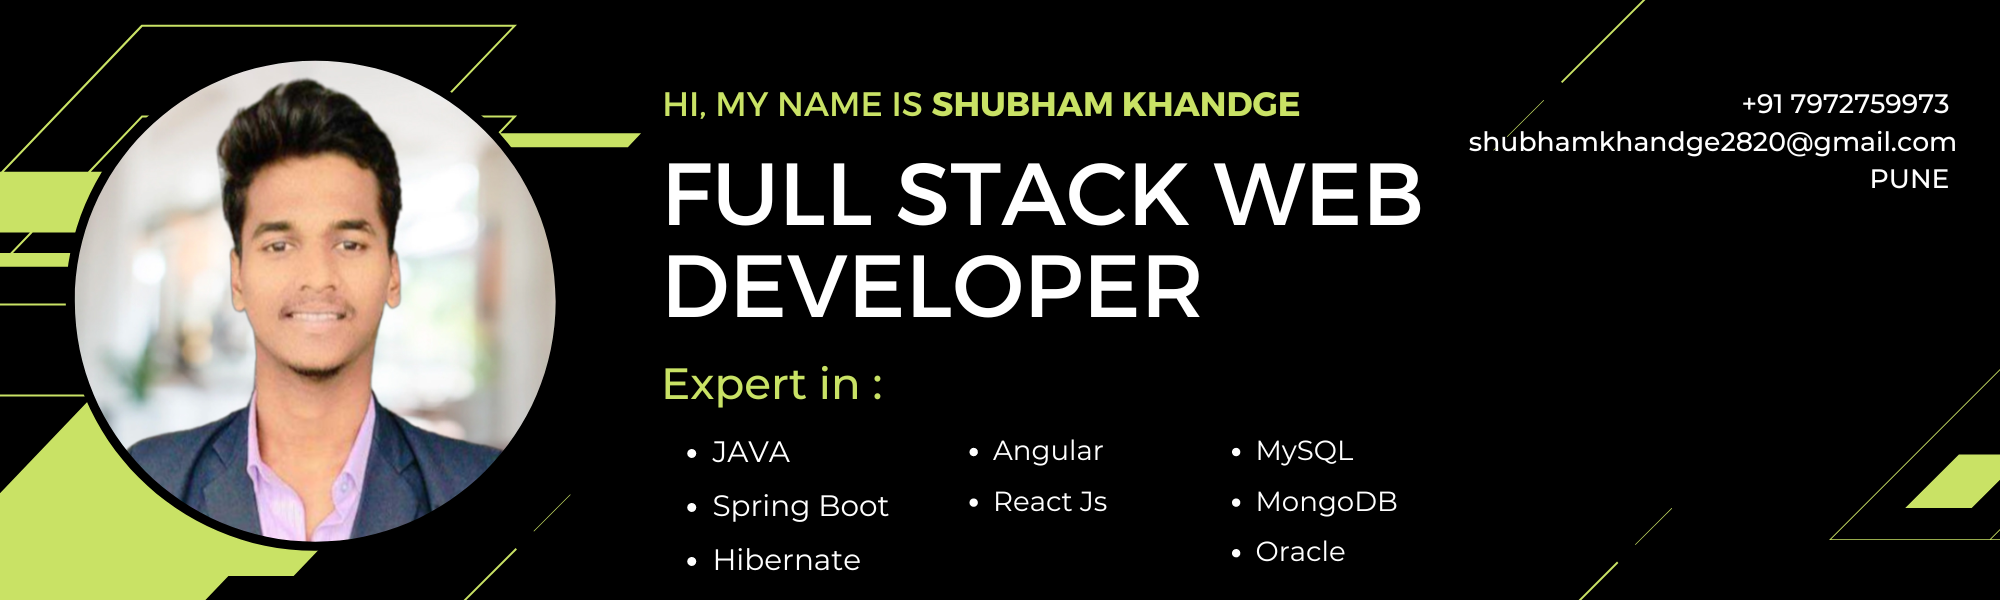 HI, MY NAME IS SHUBHAM KHANDGE
FULL STACK WEB
DEVELOPER
+91 7972759973
shubhamkhandge2820@gmail.com
PUNE
Expert in :
• JAVA
• Spring Boot
• Hibernate
• Angular
• React Js
• MySQL
• MongoDB
• Oracle